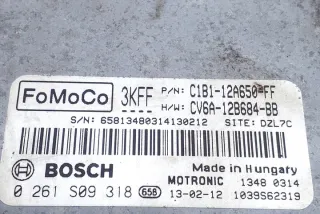 FoMoCo 3KFF P/N: C1B1-12A650-FF
H/W: CV6A-12B684-BB
S/N: 65813480314130212 SITE: DZL7C
BOSCH Made in Hungary
MOTRONIC 1348 0314
0 261 S09 318 658 13-02-12 1039S62319